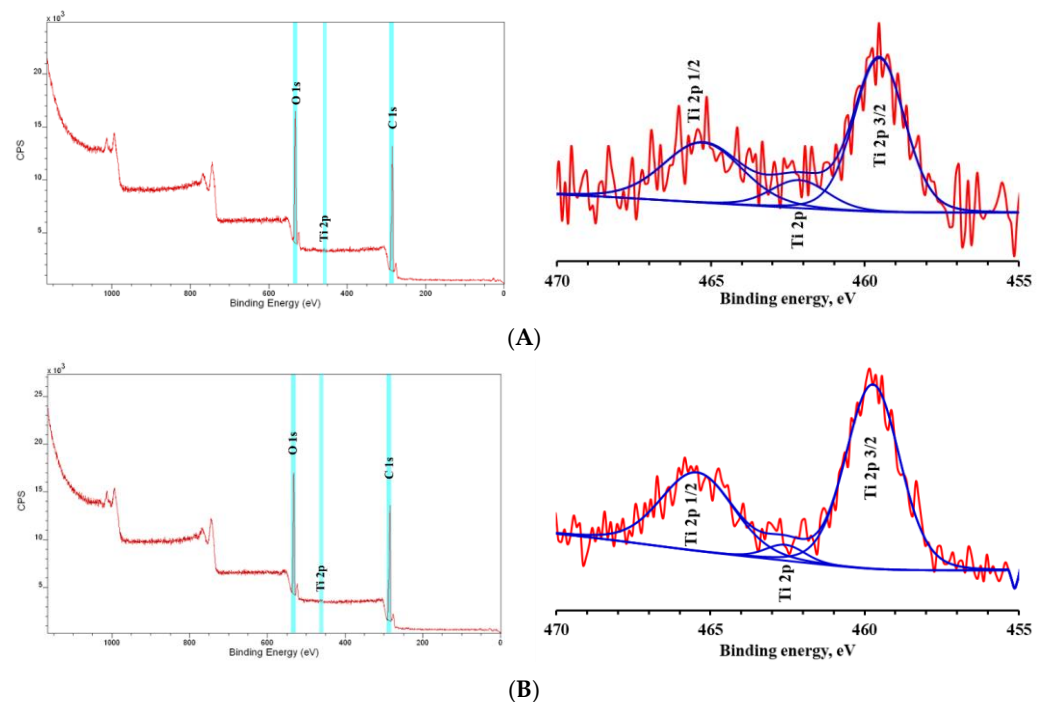 x 10³
20
15
10
5
CPS
O 1s
Ti 2p
C 1s
1000
800
600
400
200
0
Binding Energy (eV)
Ti 2p 1/2
Ti 2p
Ti 2p 3/2
470
465
460
455
Binding energy, eV
(A)
x 10³
25
20
15
10
5
CPS
O 1s
Ti 2p
C 1s
1000
800
600
400
200
0
Binding Energy (eV)
Ti 2p 1/2
Ti 2p
Ti 2p 3/2
470
465
460
455
Binding energy, eV
(B)